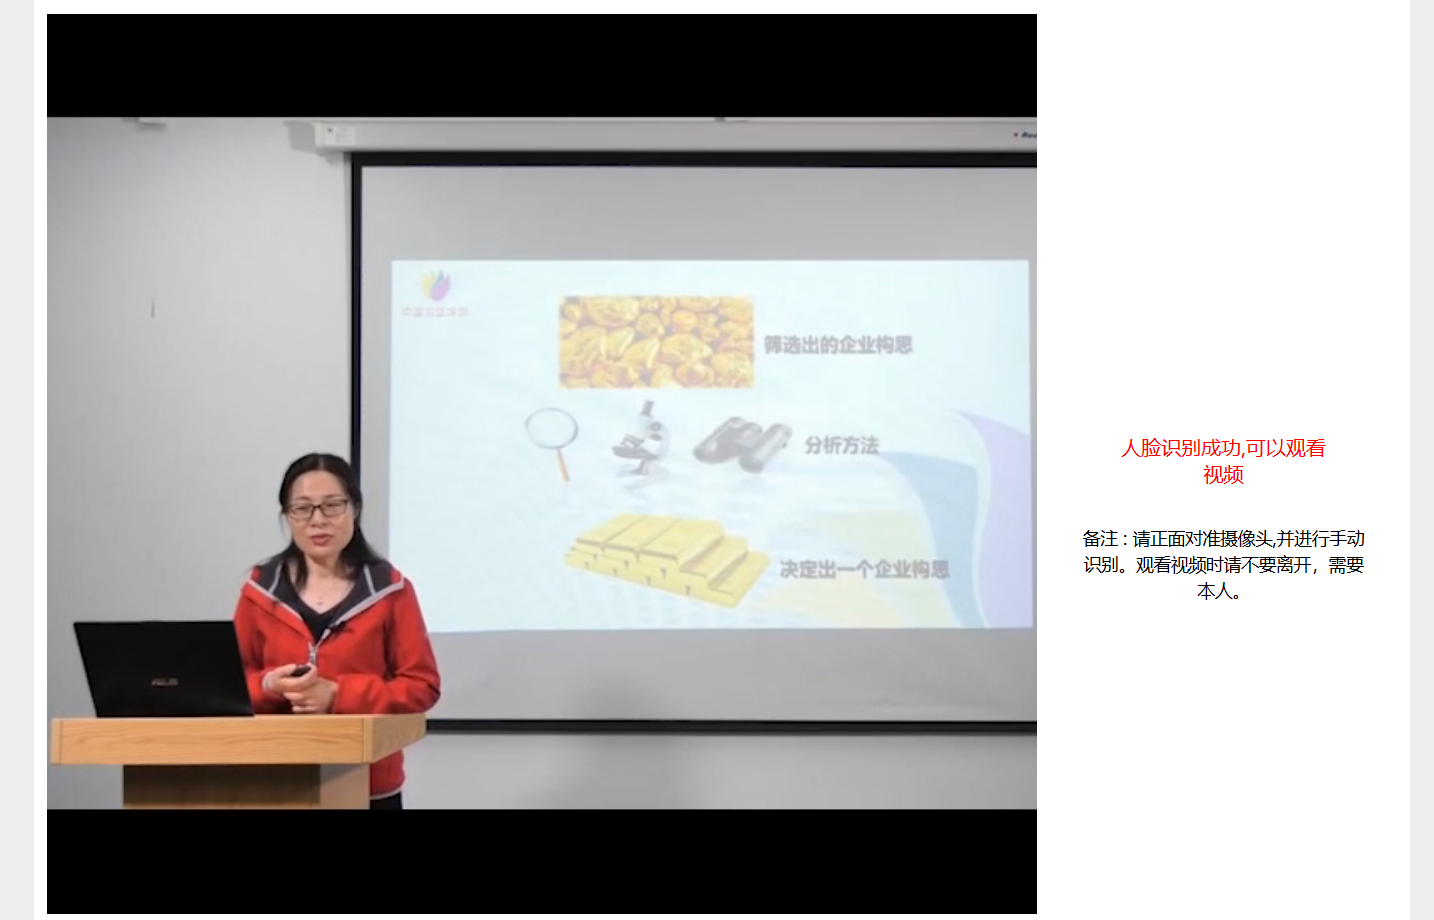 筛选出的企业构思
分析方法
决定出一个企业构思
ASUS
人脸识别成功,可以观看
视频
备注：请正面对准摄像头,并进行手动
识别。观看视频时请不要离开，需要
本人。